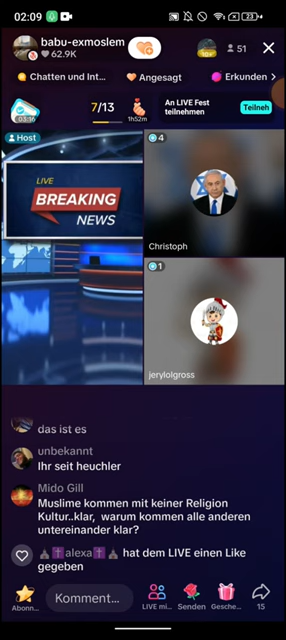 02:09
23
babu-exmoslem
62.9K
51
Chatten und Int...
Angesagt
Erkunden
03:16
7/13
1h52m
An LIVE Fest
teilnehmen
Teilneh
Host
LIVE
BREAKING
NEWS
4
Christoph
1
jerylolgross
das ist es
unbekannt
Ihr seit heuchler
Mido Gill
Muslime kommen mit keiner Religion
Kultur..klar, warum kommen alle anderen
untereinander klar?
alexa hat dem LIVE einen Like
gegeben
Abonn...
Komment...
LIVE mi...
Senden
Gesche...
15